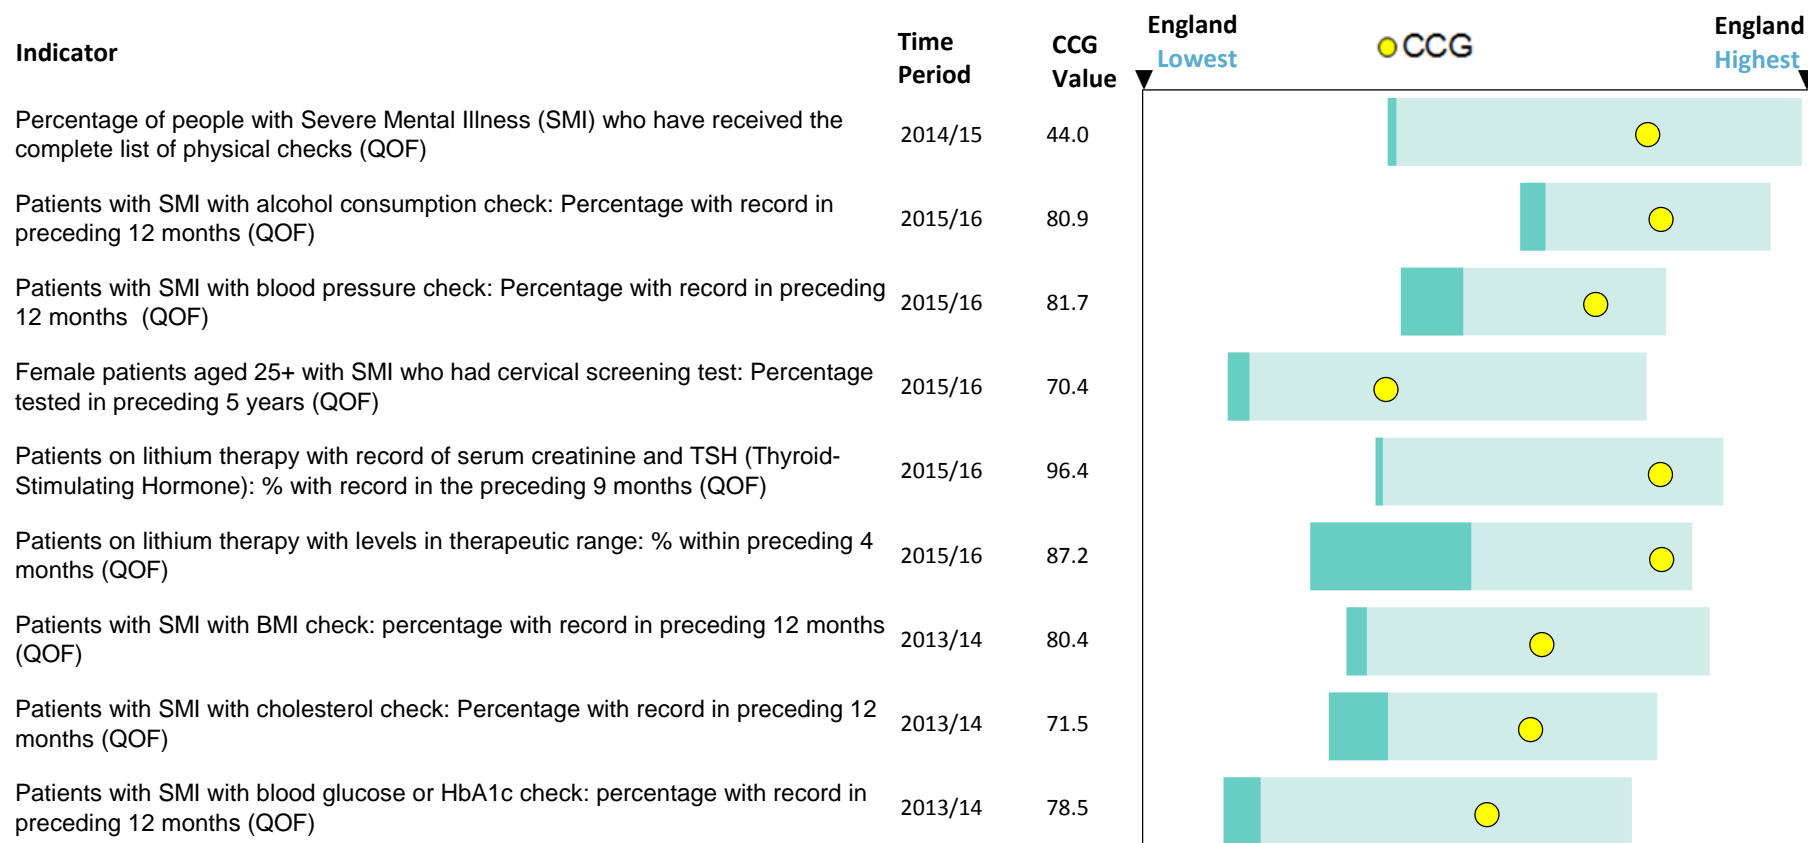 Indicator
Time Period
CCG Value
England Lowest
CCG
England Highest
Percentage of people with Severe Mental Illness (SMI) who have received the
complete list of physical checks (QOF)
2014/15 44.0
Patients with SMI with alcohol consumption check: Percentage with record in
preceding 12 months (QOF)
2015/16 80.9
Patients with SMI with blood pressure check: Percentage with record in preceding
12 months  (QOF)
2015/16 81.7
Female patients aged 25+ with SMI who had cervical screening test: Percentage
tested in preceding 5 years (QOF)
2015/16 70.4
Patients on lithium therapy with record of serum creatinine and TSH (Thyroid-
Stimulating Hormone): % with record in the preceding 9 months (QOF)
2015/16 96.4
Patients on lithium therapy with levels in therapeutic range: % within preceding 4
months (QOF)
2015/16 87.2
Patients with SMI with BMI check: percentage with record in preceding 12 months
(QOF)
2013/14 80.4
Patients with SMI with cholesterol check: Percentage with record in preceding 12
months (QOF)
2013/14 71.5
Patients with SMI with blood glucose or HbA1c check: percentage with record in
preceding 12 months (QOF)
2013/14 78.5